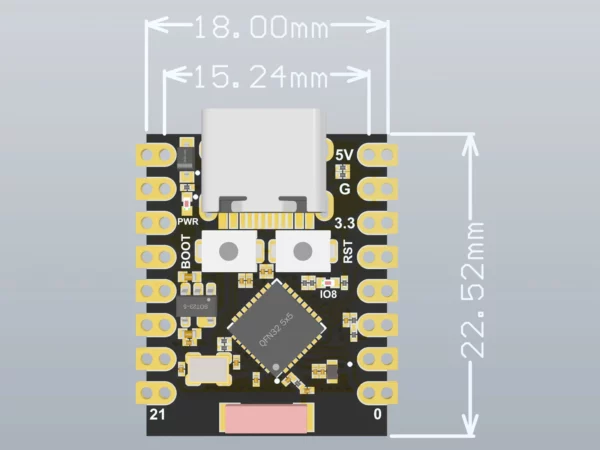 18.00mm
15.24mm
5V
G
PWR
3.3
BOOT
RST
22.52mm
IO8
QFN32 5x5
21
0